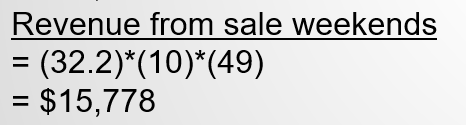 Revenue from sale weekends
= (32.2)*(10)*(49)
= $15,778